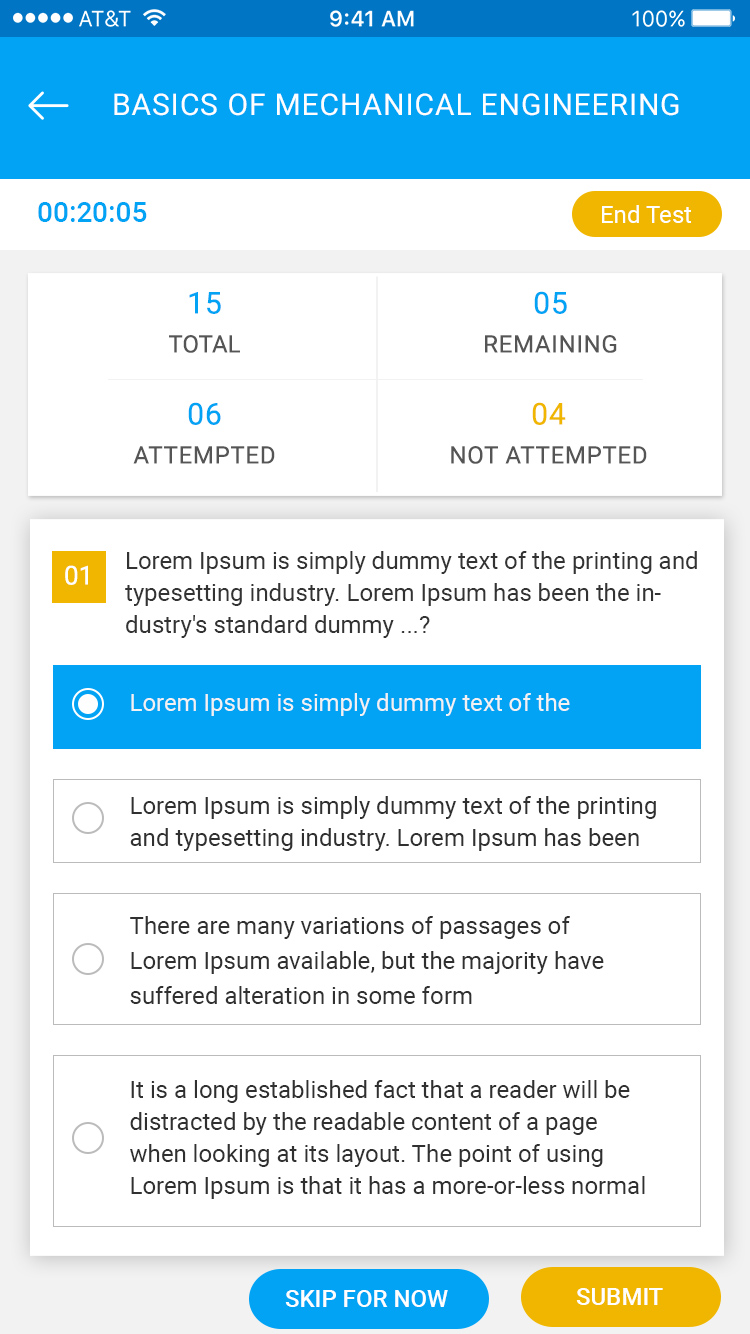 AT&T 9:41 AM 100%
BASICS OF MECHANICAL ENGINEERING
00:20:05 End Test
15 05
TOTAL REMAINING
06 04
ATTEMPTED NOT ATTEMPTED
01 Lorem Ipsum is simply dummy text of the printing and
typesetting industry. Lorem Ipsum has been the in-
dustry's standard dummy ...?
Lorem Ipsum is simply dummy text of the
Lorem Ipsum is simply dummy text of the printing
and typesetting industry. Lorem Ipsum has been
There are many variations of passages of
Lorem Ipsum available, but the majority have
suffered alteration in some form
It is a long established fact that a reader will be
distracted by the readable content of a page
when looking at its layout. The point of using
Lorem Ipsum is that it has a more-or-less normal
SKIP FOR NOW SUBMIT